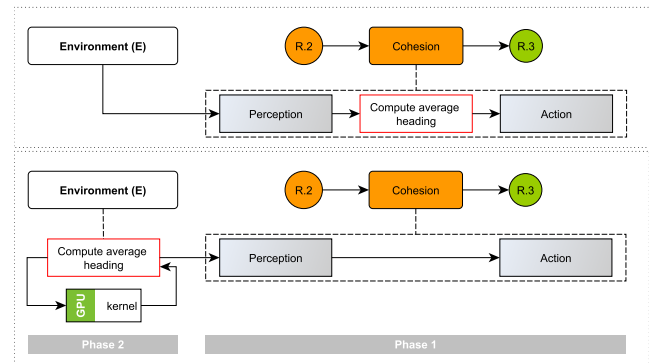 Environment (E)
R.2
Cohesion
R.3
Perception
Compute average
heading
Action
Environment (E)
R.2
Cohesion
R.3
Compute average
heading
Perception
Action
GPU
kernel
Phase 2
Phase 1